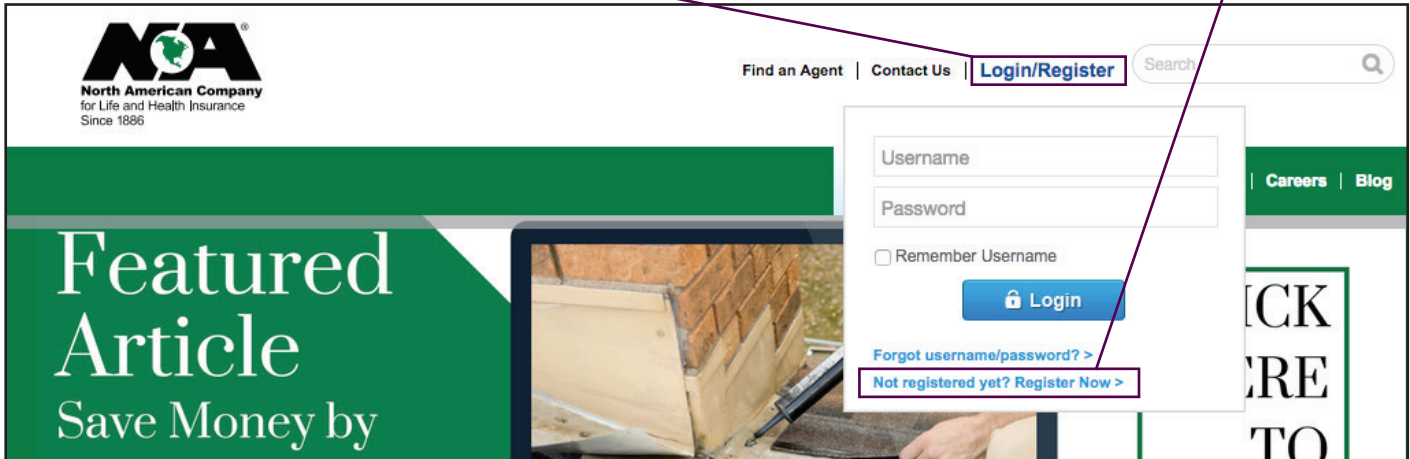 NA
®
North American Company
for Life and Health Insurance
Since 1886
Find an Agent | Contact Us | Login/Register
Search
Username
Password
Remember Username
Login
Forgot username/password? >
Not registered yet? Register Now >
| Careers | Blog
Featured
Article
Save Money by
ICK
RE
TO